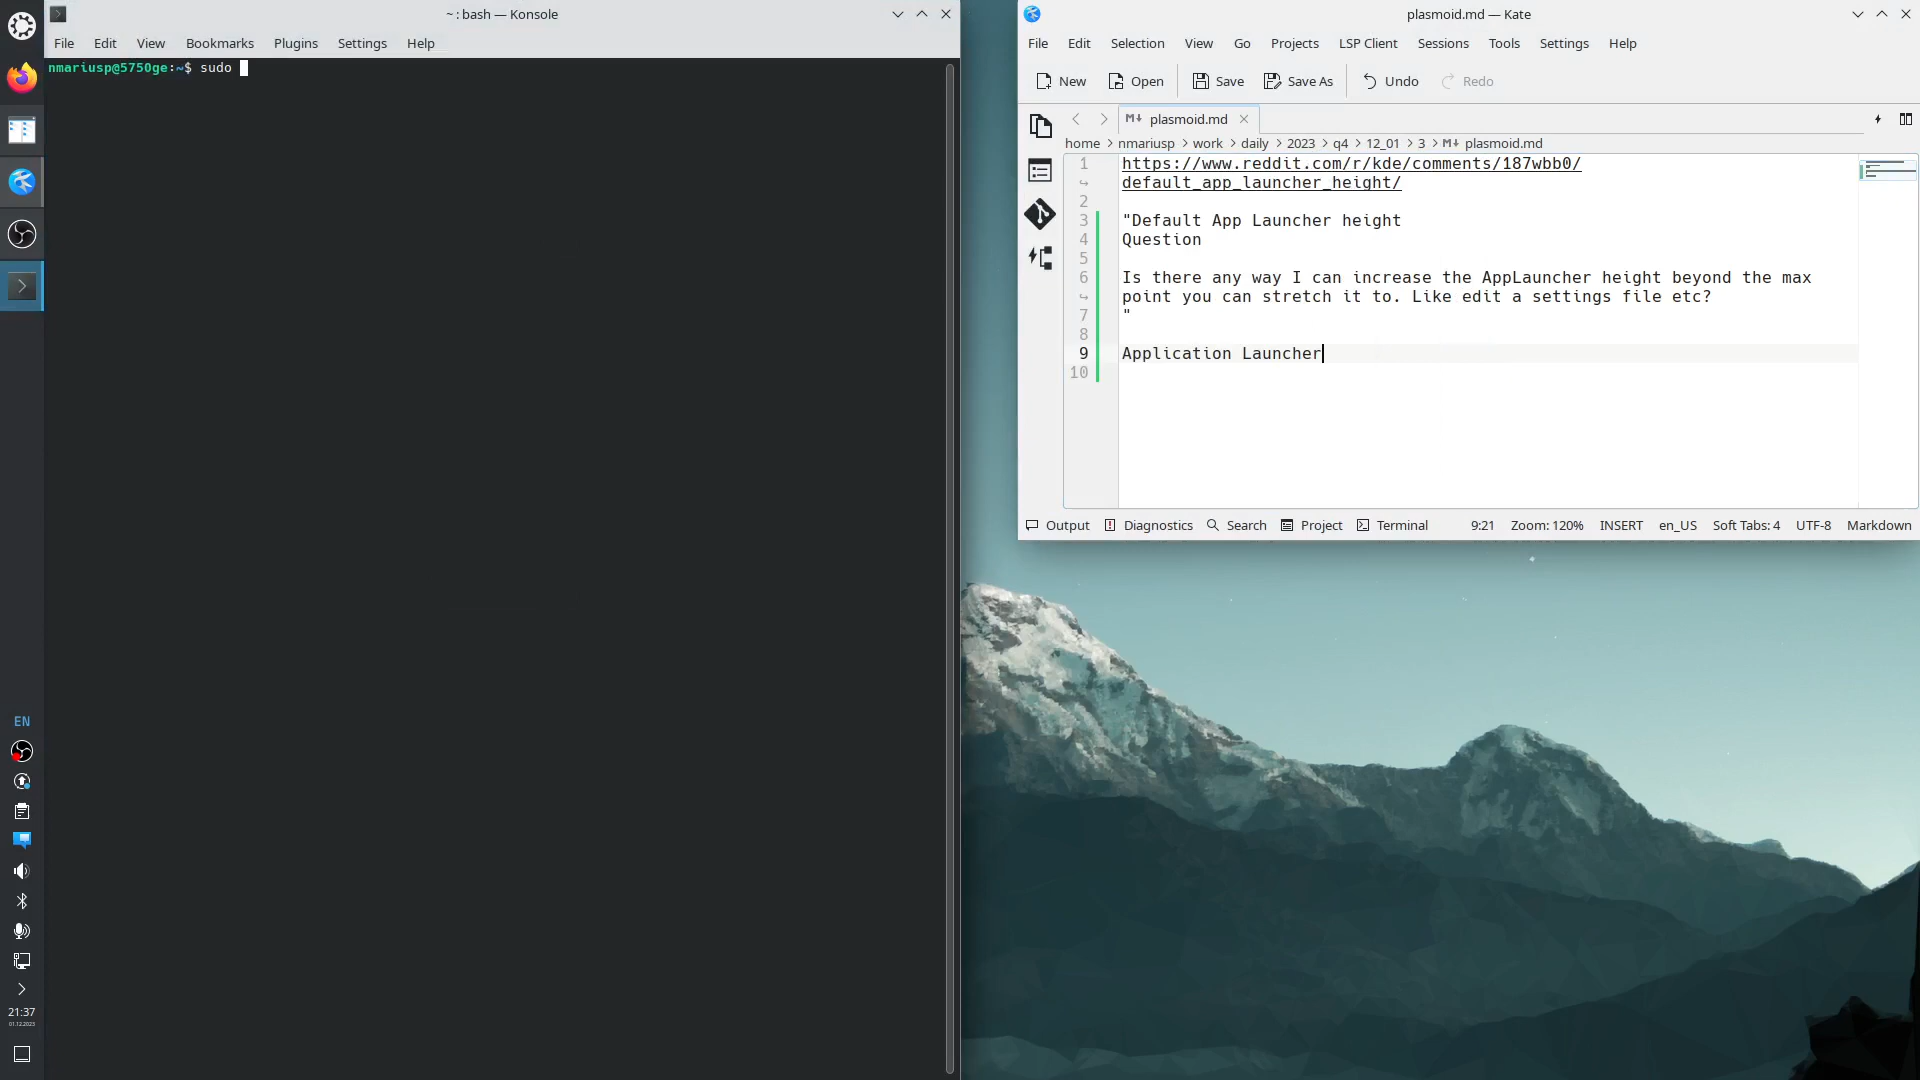 ~ : bash — Konsole
File Edit View Bookmarks Plugins Settings Help
nmariusp@5750ge:~$ sudo
EN
21:37
01.12.2023
plasmoid.md — Kate
File Edit Selection View Go Projects LSP Client Sessions Tools Settings Help
New Open Save Save As Undo Redo
plasmoid.md
home > nmariusp > work > daily > 2023 > q4 > 12_01 > 3 > plasmoid.md
1 https://www.reddit.com/r/kde/comments/187wbb0/
default_app_launcher_height/
2
3 "Default App Launcher height
4 Question
5
6 Is there any way I can increase the AppLauncher height beyond the max
point you can stretch it to. Like edit a settings file etc?
7 "
8
9 Application Launcher
10
Output Diagnostics Search Project Terminal 9:21 Zoom: 120% INSERT en_US Soft Tabs: 4 UTF-8 Markdown